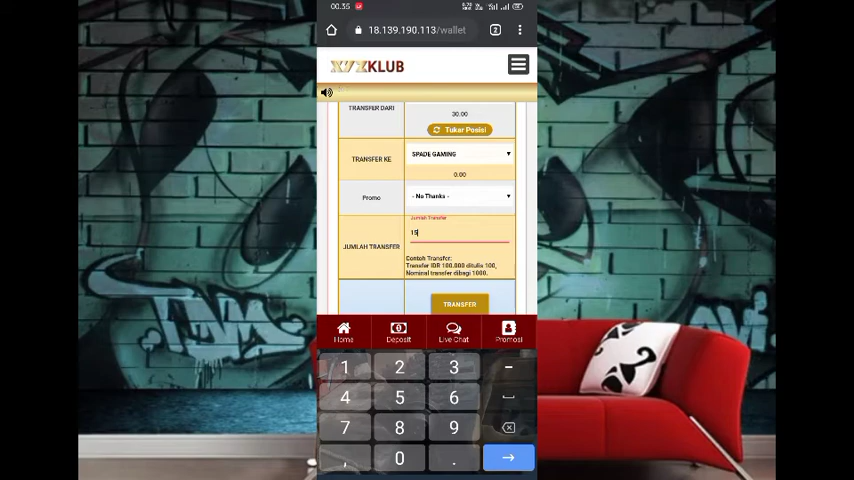 00.35
18.139.190.113/wallet
2
XYZKLUB
TRANSFER DARI
30.00
Tukar Posisi
TRANSFER KE
SPADE GAMING
0.00
Promo
- No Thanks -
JUMLAH TRANSFER
Jumlah Transfer
15
Contoh Transfer:
Transfer IDR 100.000 ditulis 100,
Nominal transfer dibagi 1000.
TRANSFER
Home
Deposit
Live Chat
Promosi
1 2 3 -
4 5 6
7 8 9
, 0 .